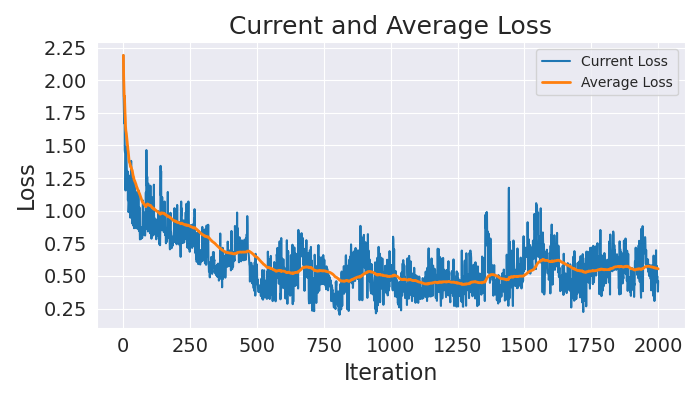 Current and Average Loss
Current Loss
Average Loss
2.25
2.00
1.75
1.50
1.25
1.00
0.75
0.50
0.25
Loss
0 250 500 750 1000 1250 1500 1750 2000
Iteration